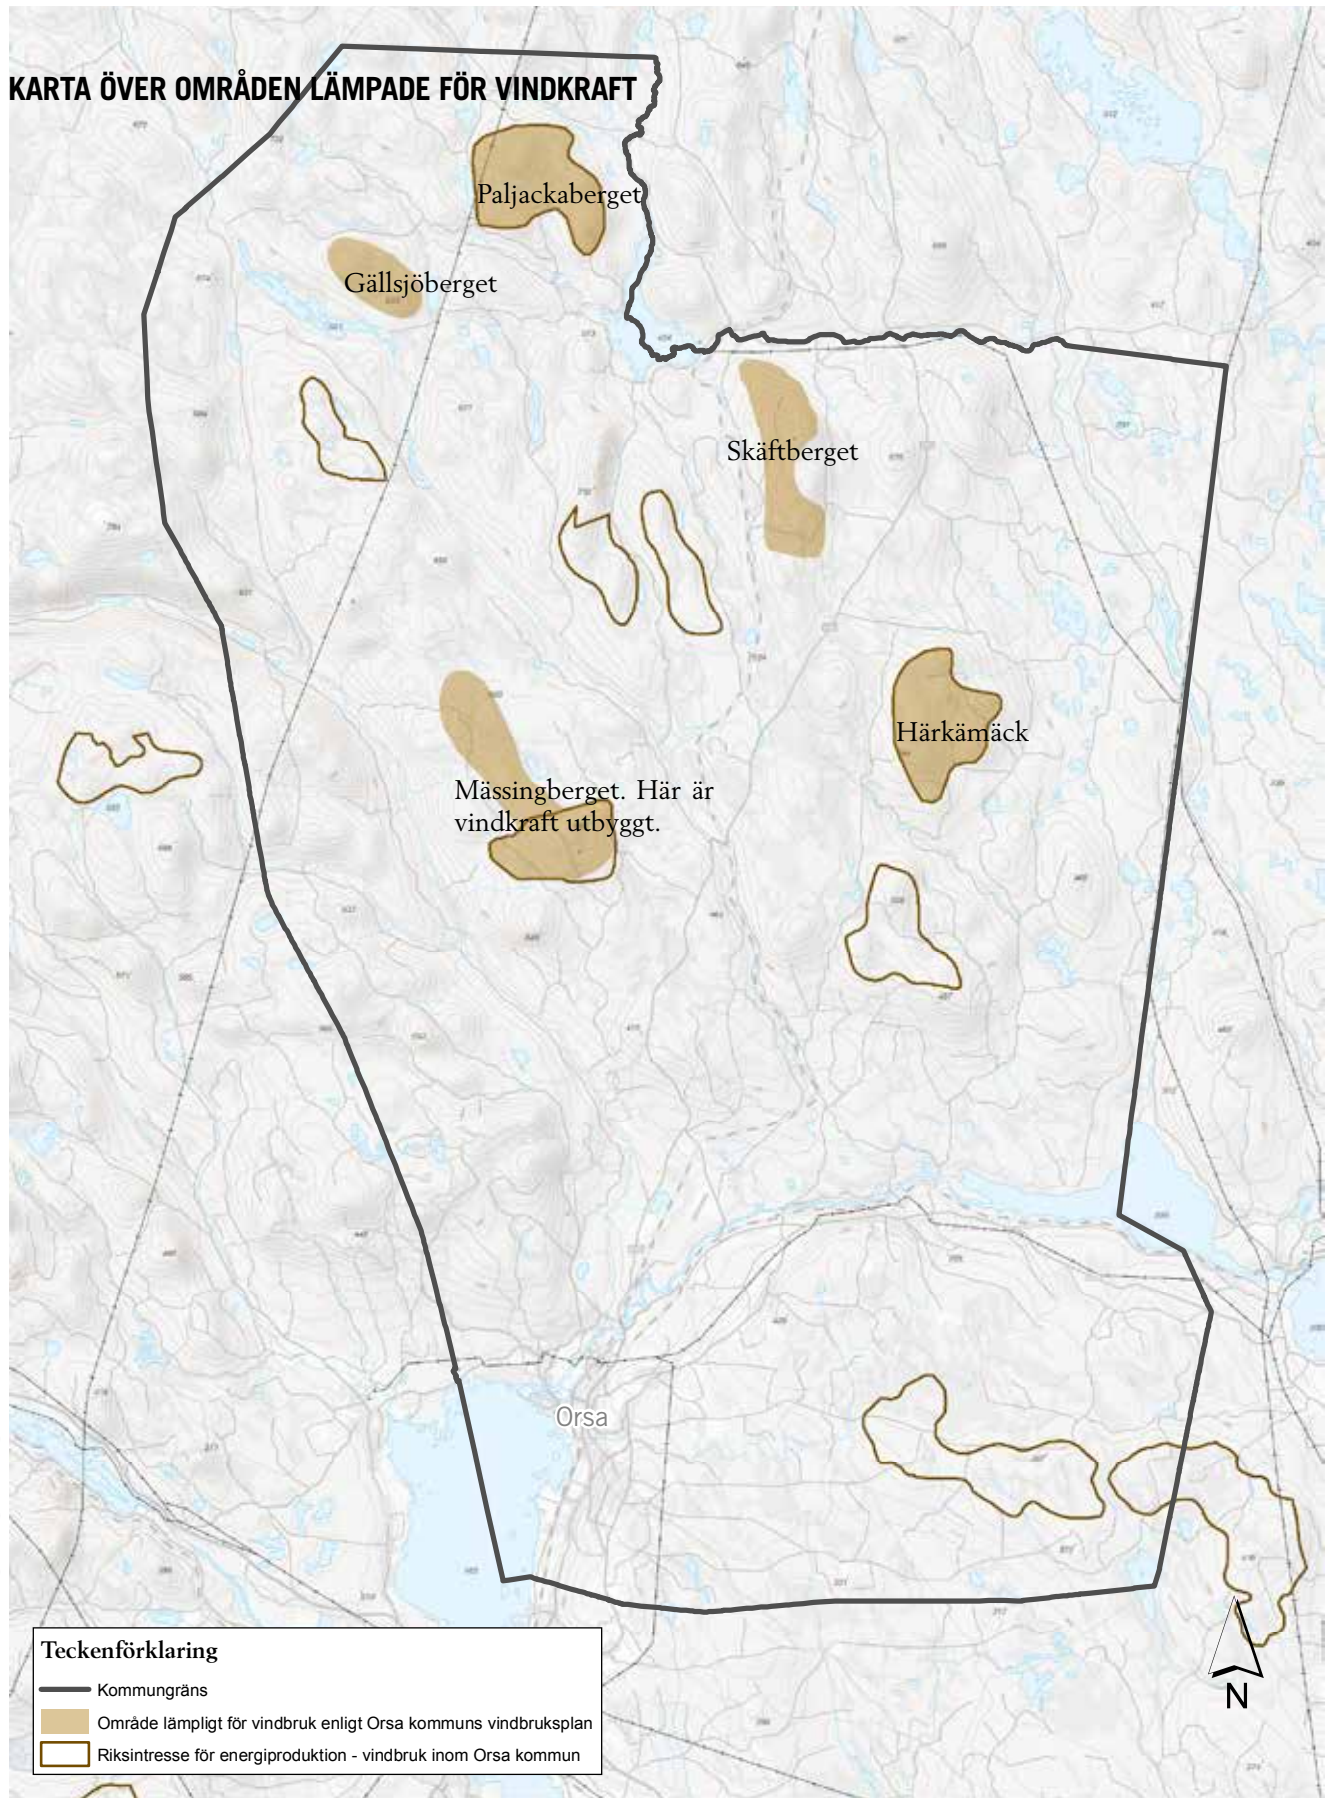 KARTA ÖVER OMRÅDEN LÄMPADE FÖR VINDKRAFT
Paljackaberget
Gällsjöberget
Skäftberget
Härkämäck
Mässingberget. Här är
vindkraft utbyggt.
Orsa
Teckenförklaring
Kommungräns
Område lämpligt för vindbruk enligt Orsa kommuns vindbruksplan
Riksintresse för energiproduktion - vindbruk inom Orsa kommun
N